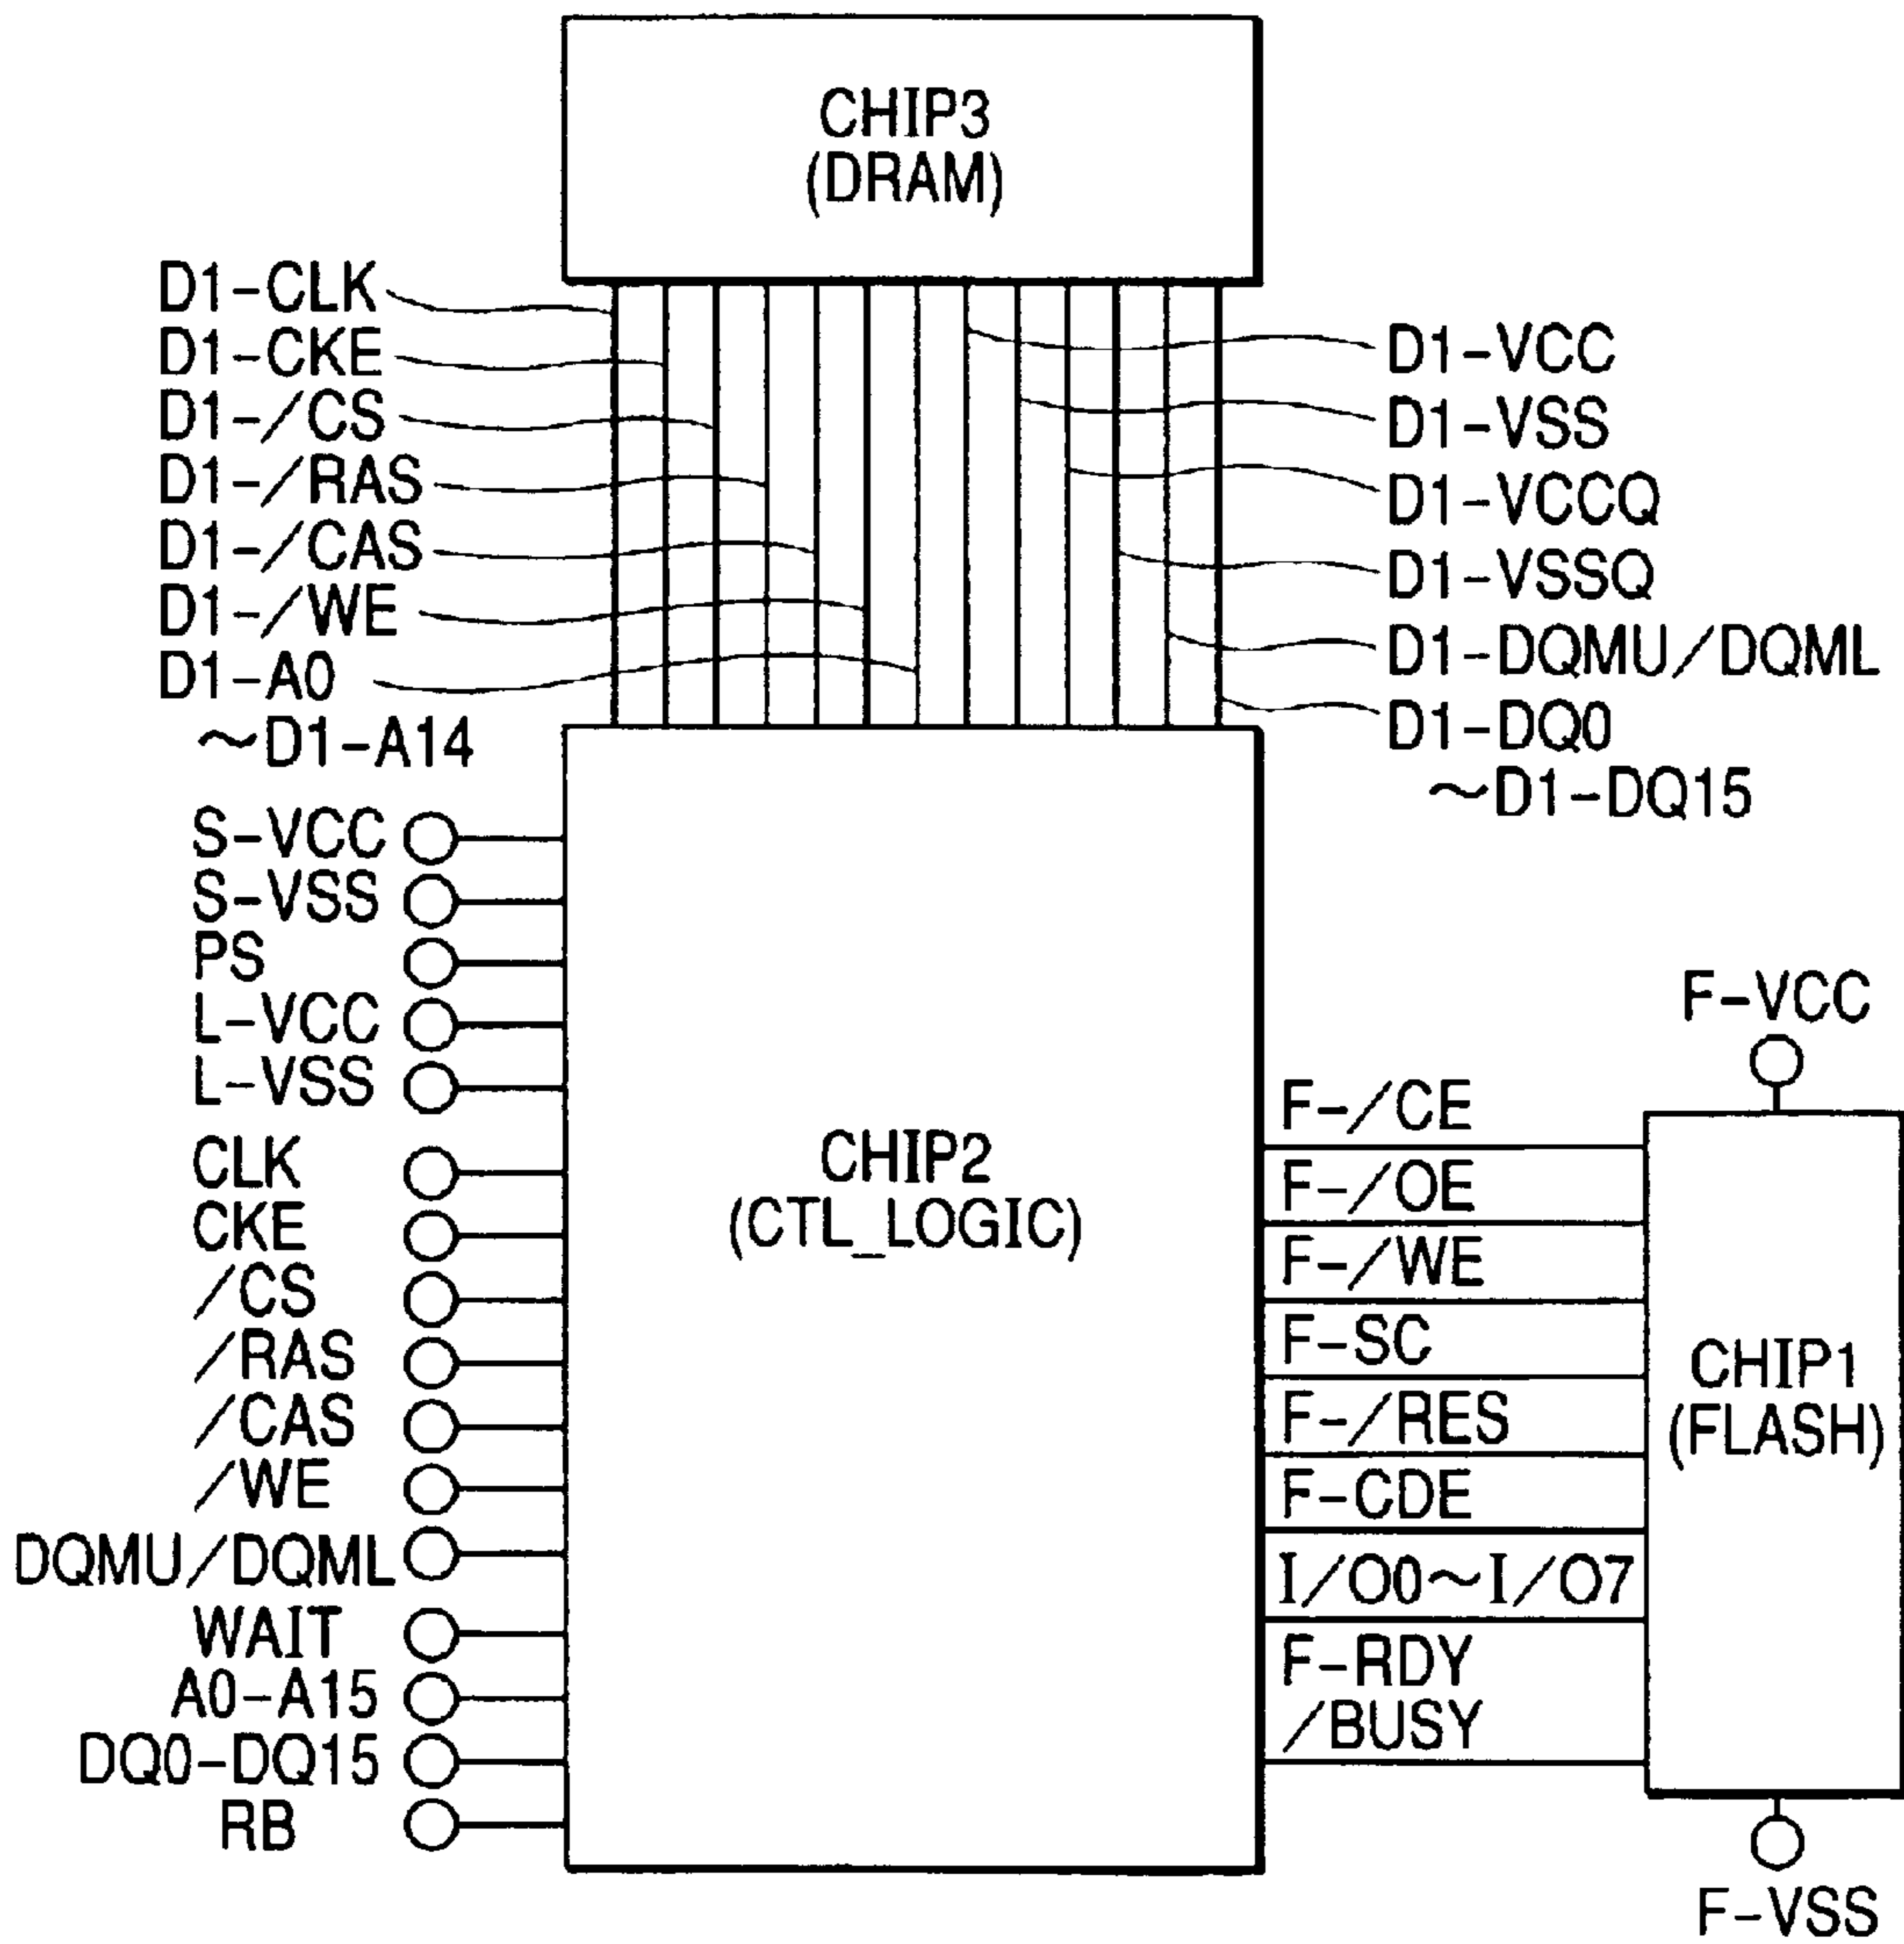 CHIP3
(DRAM)
D1-CLK
D1-CKE
D1-/CS
D1-/RAS
D1-/CAS
D1-/WE
D1-A0
~D1-A14
D1-VCC
D1-VSS
D1-VCCQ
D1-VSSQ
D1-DQMU/DQML
D1-DQ0
~D1-DQ15
S-VCC
S-VSS
PS
L-VCC
L-VSS
CLK
CKE
/CS
/RAS
/CAS
/WE
DQMU/DQML
WAIT
A0-A15
DQ0-DQ15
RB
CHIP2
(CTL_LOGIC)
F-/CE
F-/OE
F-/WE
F-SC
F-/RES
F-CDE
I/O0~I/O7
F-RDY
/BUSY
F-VCC
CHIP1
(FLASH)
F-VSS